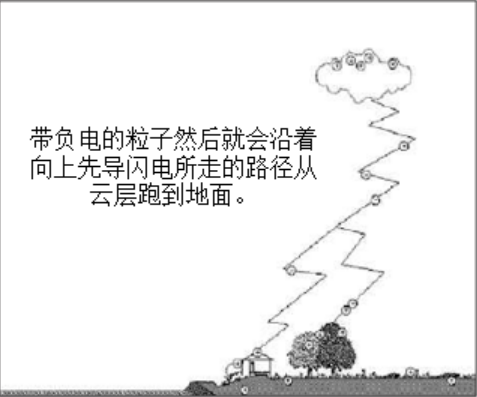 带负电的粒子然后就会沿着
向上先导闪电所走的路径从
云层跑到地面。